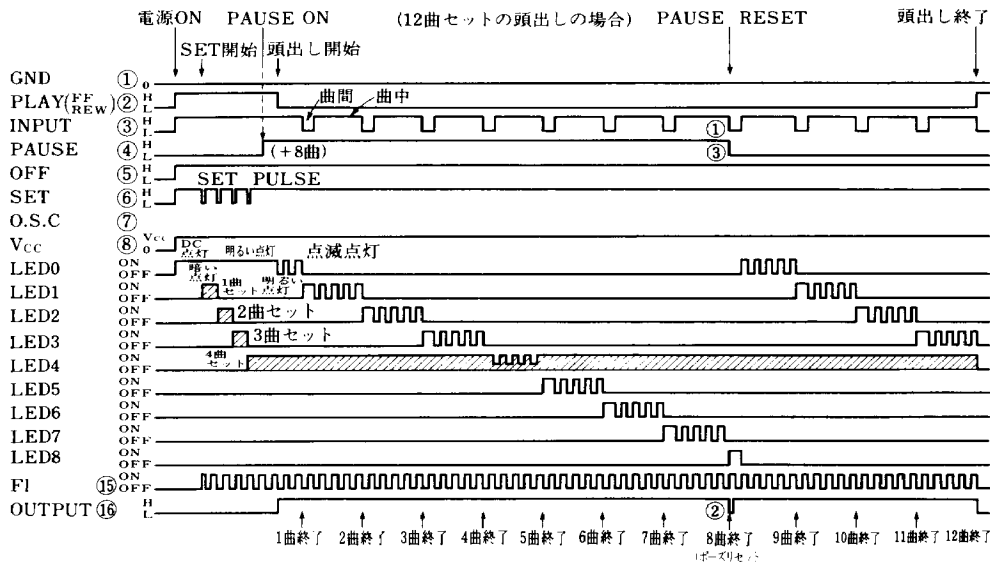 電源ON PAUSE ON (12曲セットの頭出しの場合) PAUSE RESET 頭出し終了
SET開始 頭出し開始
GND ① 0
PLAY(FF REW) ② H L
曲間 曲中
INPUT ③ H L ①
PAUSE ④ H L (+8曲) ③
OFF ⑤ H L
SET ⑥ H L SET PULSE
O.S.C ⑦
Vcc ⑧ Vcc 0
DC点灯 明るい点灯 点滅点灯
LED0 ON OFF
暗い点灯 1曲セット 明るい点灯
LED1 ON OFF
LED2 ON OFF 2曲セット
LED3 ON OFF 3曲セット
LED4 ON OFF 4曲セット
LED5 ON OFF
LED6 ON OFF
LED7 ON OFF
LED8 ON OFF
F1 ⑮ ON OFF
OUTPUT ⑯ H L ②
1曲終了 2曲終了 3曲終了 4曲終了 5曲終了 6曲終了 7曲終了 8曲終了 9曲終了 10曲終了 11曲終了 12曲終了
(ポーズリセット)